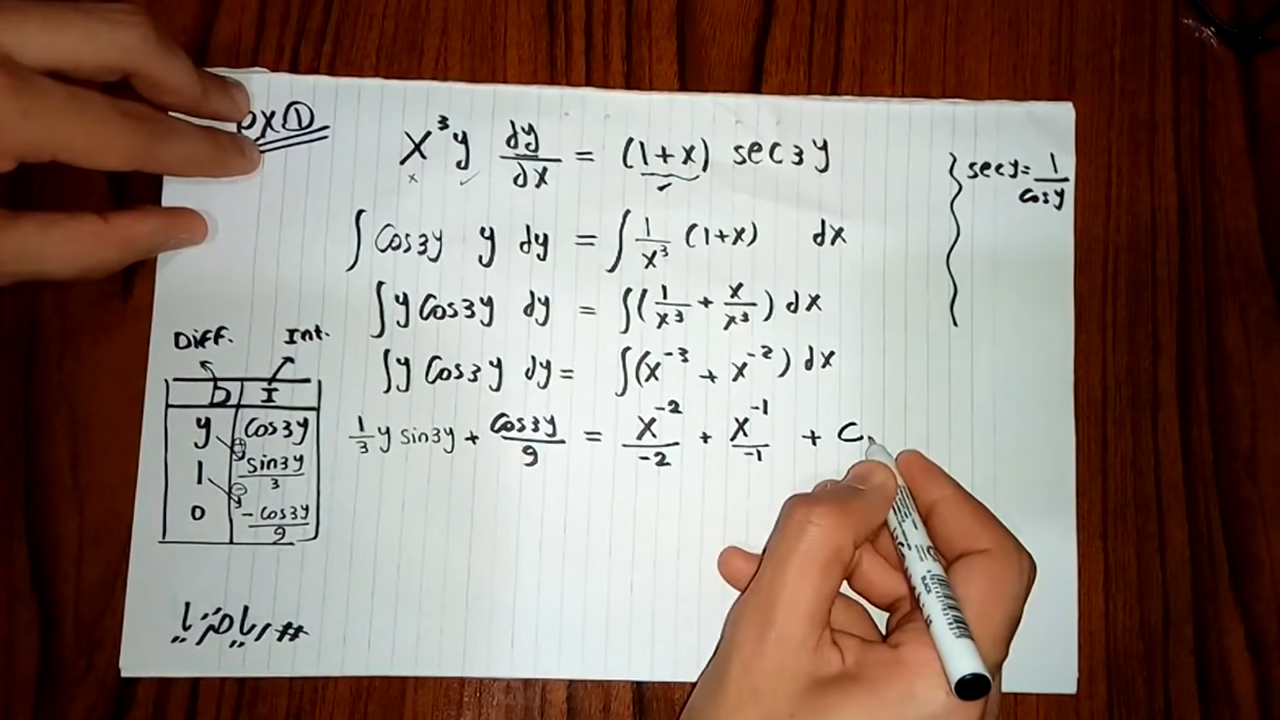 ex①
x³y dy/dx = (1+x) sec3y
secy = 1/cosy
∫ Cos3y y dy = ∫ 1/x³ (1+x) dx
∫ y Cos3y dy = ∫ (1/x³ + x/x³) dx
∫ y Cos3y dy = ∫ (x⁻³ + x⁻²) dx
1/3 y sin3y + Cos3y/9 = x⁻²/-2 + x⁻¹/-1 + C
Diff. Int.
D I
y Cos3y
1 sin3y/3
0 -Cos3y/9